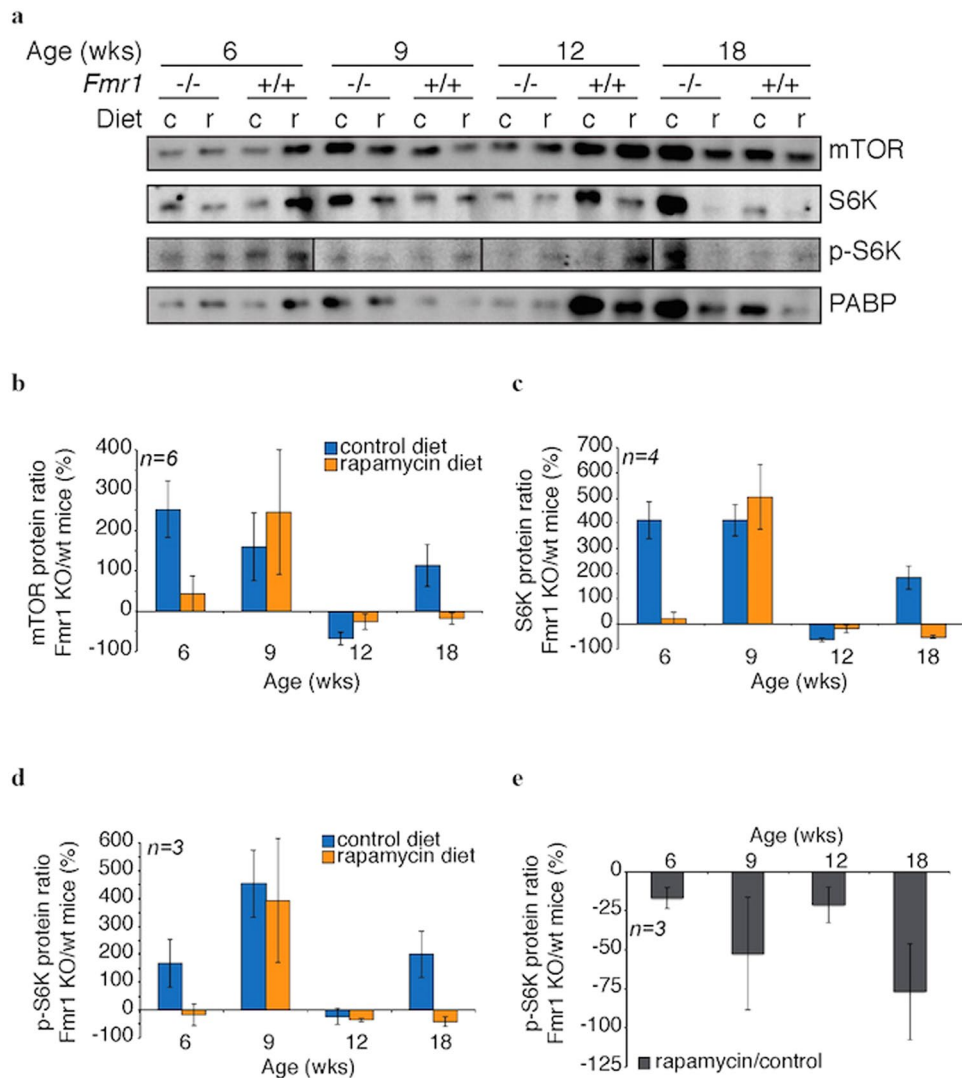 a
Age (wks) 6 9 12 18
Fmr1 -/- +/+ -/- +/+ -/- +/+ -/- +/+
Diet c r c r c r c r c r c r c r c r
mTOR
S6K
p-S6K
PABP
b
mTOR protein ratio
Fmr1 KO/wt mice (%)
400
300
200
100
0
-100
n=6
control diet
rapamycin diet
6 9 12 18
Age (wks)
c
S6K protein ratio
Fmr1 KO/wt mice (%)
700
600
500
400
300
200
100
0
-100
n=4
6 9 12 18
Age (wks)
d
p-S6K protein ratio
Fmr1 KO/wt mice (%)
600
500
400
300
200
100
0
-100
n=3
control diet
rapamycin diet
6 9 12 18
Age (wks)
e
p-S6K protein ratio
Fmr1 KO/wt mice (%)
Age (wks)
6 9 12 18
0
-25
-50
-75
-100
-125
n=3
rapamycin/control